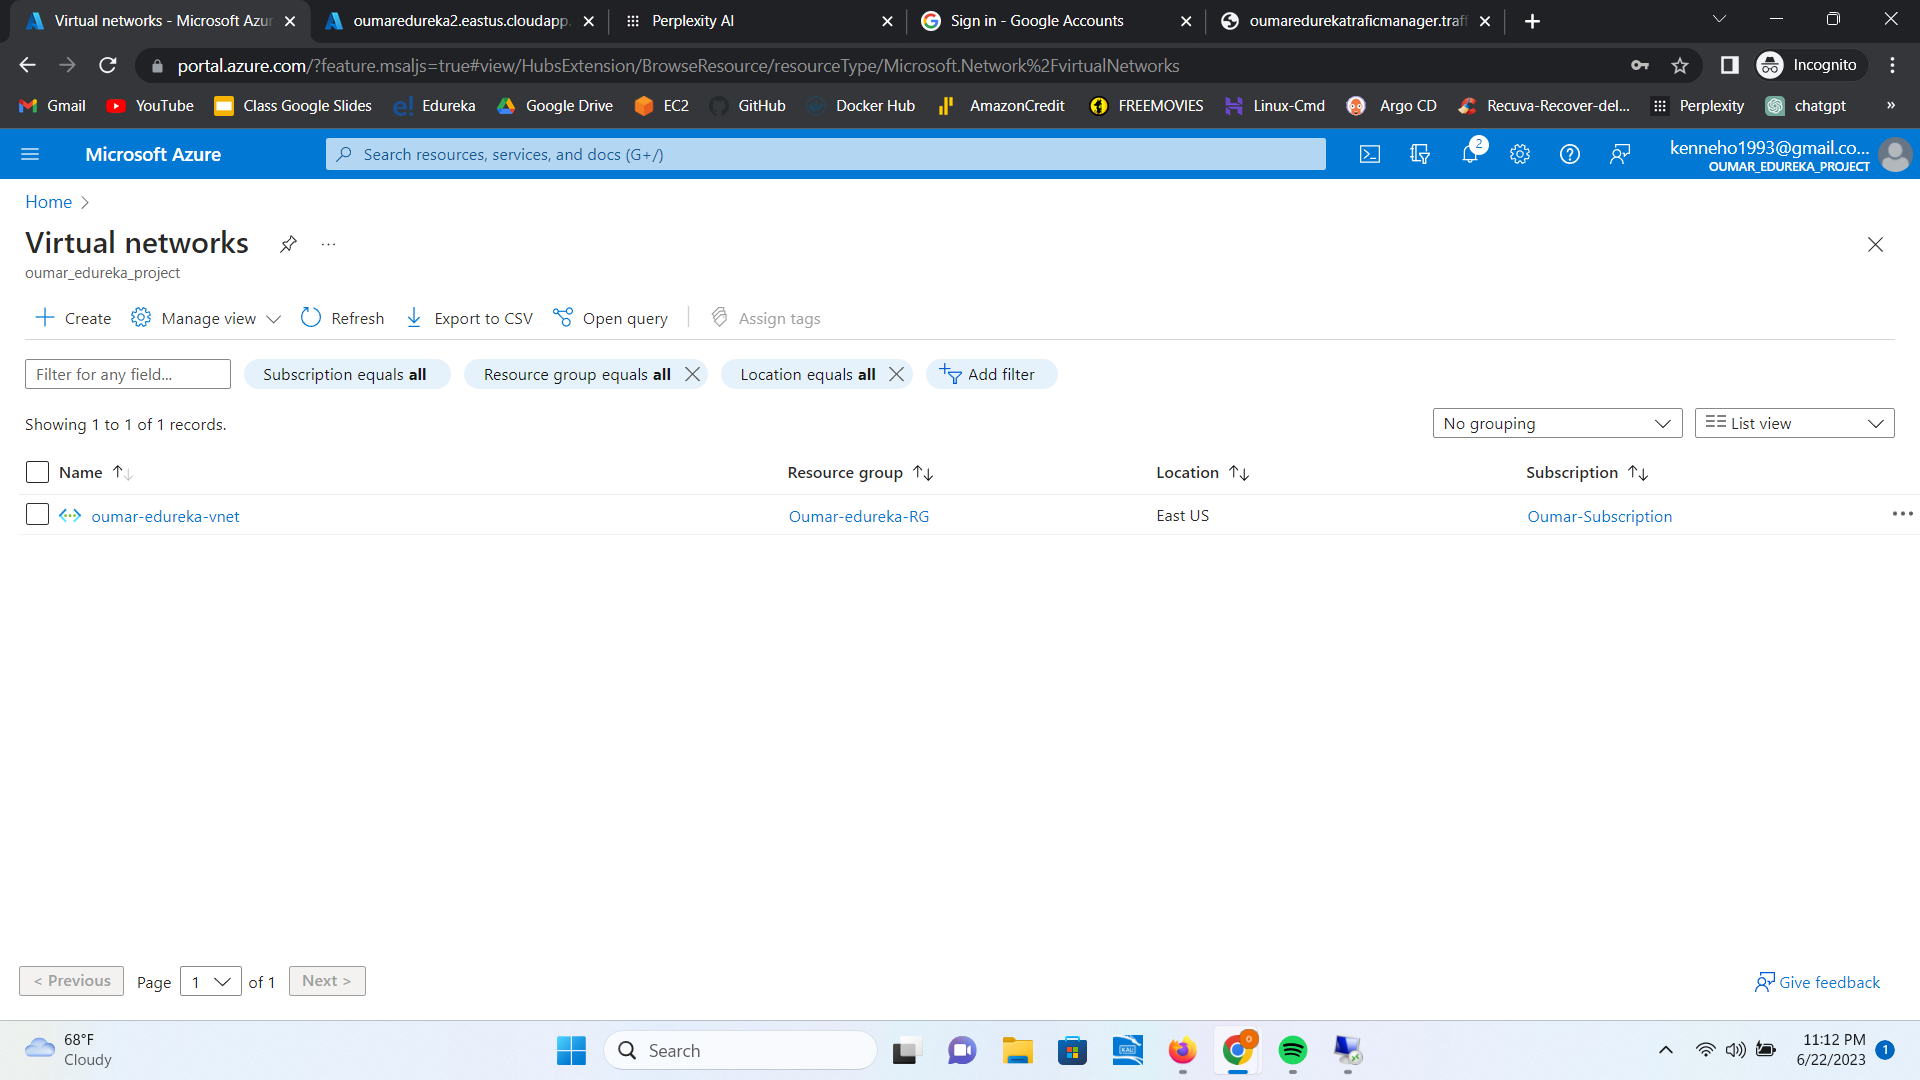 Virtual networks - Microsoft Azur
oumaredureka2.eastus.cloudapp.
Perplexity AI
Sign in - Google Accounts
oumaredurekatraficmanager.traff
portal.azure.com/?feature.msaljs=true#view/HubsExtension/BrowseResource/resourceType/Microsoft.Network%2FvirtualNetworks
Incognito
Gmail
YouTube
Class Google Slides
Edureka
Google Drive
EC2
GitHub
Docker Hub
AmazonCredit
FREEMOVIES
Linux-Cmd
Argo CD
Recuva-Recover-del...
Perplexity
chatgpt
»
Microsoft Azure
Search resources, services, and docs (G+/)
2
kenneho1993@gmail.co...
OUMAR_EDUREKA_PROJECT
Home >
Virtual networks
oumar_edureka_project
Create
Manage view
Refresh
Export to CSV
Open query
Assign tags
Filter for any field...
Subscription equals all
Resource group equals all
Location equals all
Add filter
Showing 1 to 1 of 1 records.
No grouping
List view
Name
Resource group
Location
Subscription
oumar-edureka-vnet
Oumar-edureka-RG
East US
Oumar-Subscription
< Previous
Page
1
of 1
Next >
Give feedback
68°F
Cloudy
Search
KALI
11:12 PM
6/22/2023
1